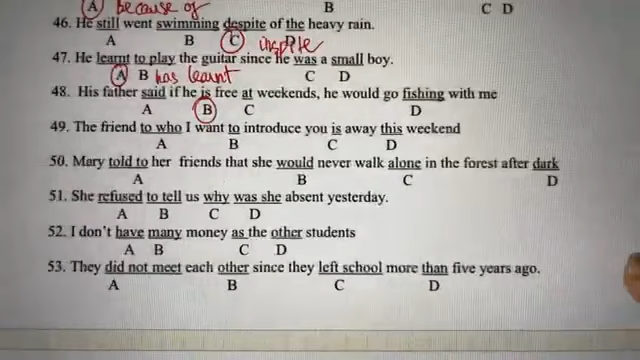 A because of B C D
46. He still went swimming despite of the heavy rain.
A B C D inspite
47. He learnt to play the guitar since he was a small boy.
A B has learnt C D
48. His father said if he is free at weekends, he would go fishing with me
A B C D
49. The friend to who I want to introduce you is away this weekend
A B C D
50. Mary told to her friends that she would never walk alone in the forest after dark
A B C D
51. She refused to tell us why was she absent yesterday.
A B C D
52. I don't have many money as the other students
A B C D
53. They did not meet each other since they left school more than five years ago.
A B C D